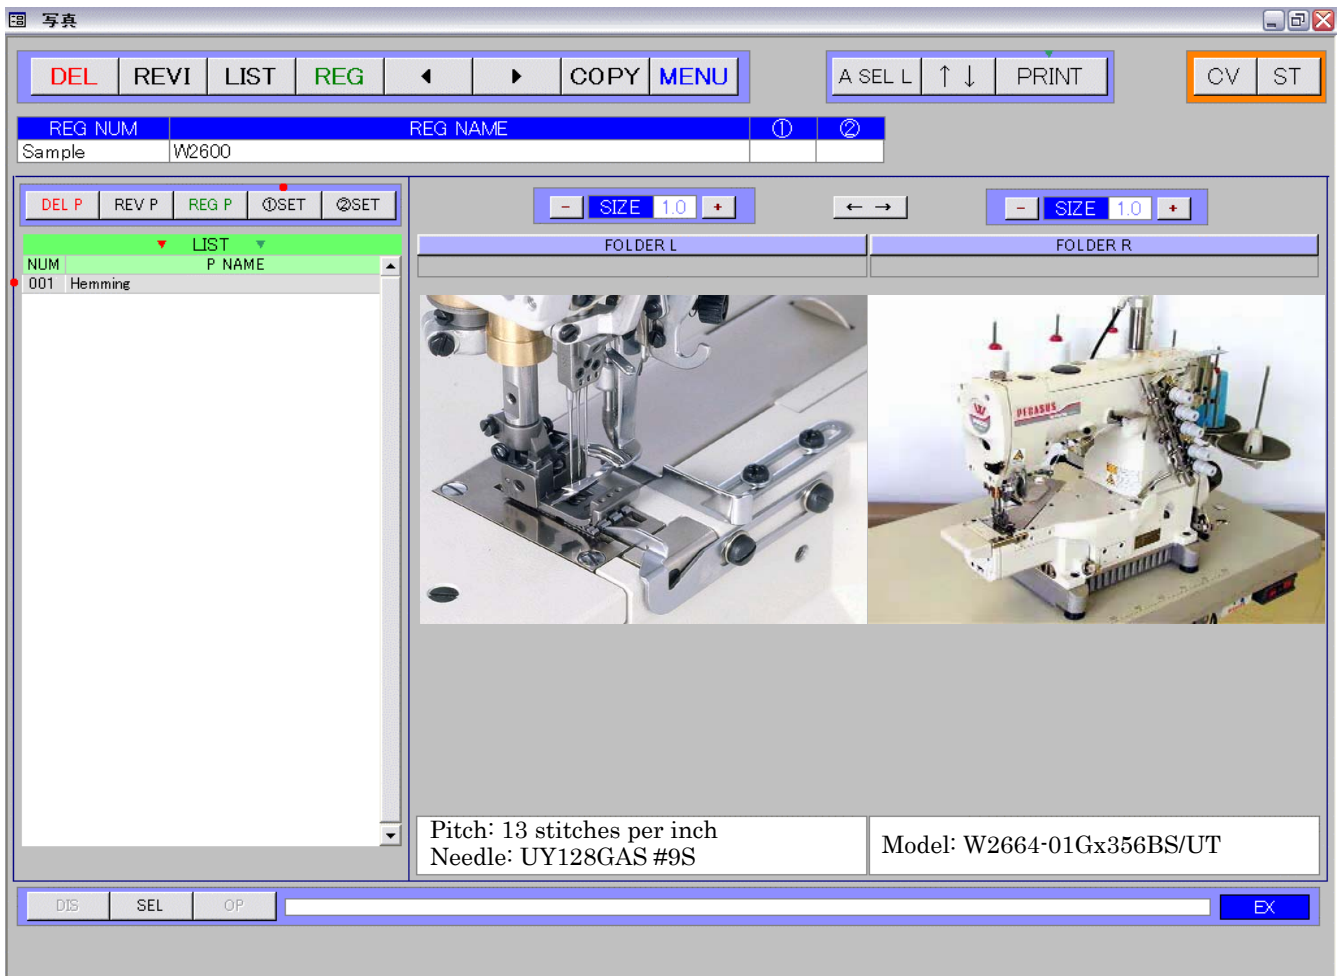 写真
DEL REVI LIST REG COPY MENU A SEL L ↑ ↓ PRINT CV ST
REG NUM REG NAME ① ②
Sample W2600
DEL P REV P REG P ①SET ②SET
- SIZE 1.0 + ← → - SIZE 1.0 +
LIST
NUM P NAME
001 Hemming
FOLDER L FOLDER R
PEGASUS
Pitch: 13 stitches per inch
Needle: UY128GAS #9S
Model: W2664-01Gx356BS/UT
DIS SEL OP EX